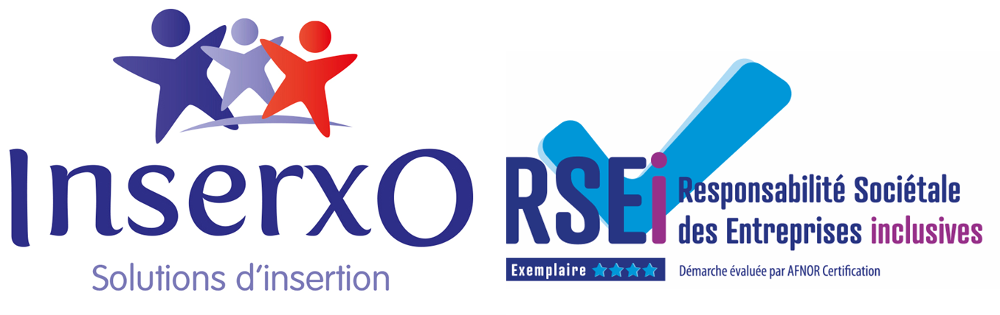 InserxO
Solutions d'insertion
RSEi
Responsabilité Sociétale
des Entreprises inclusives
Exemplaire
Démarche évaluée par AFNOR Certification